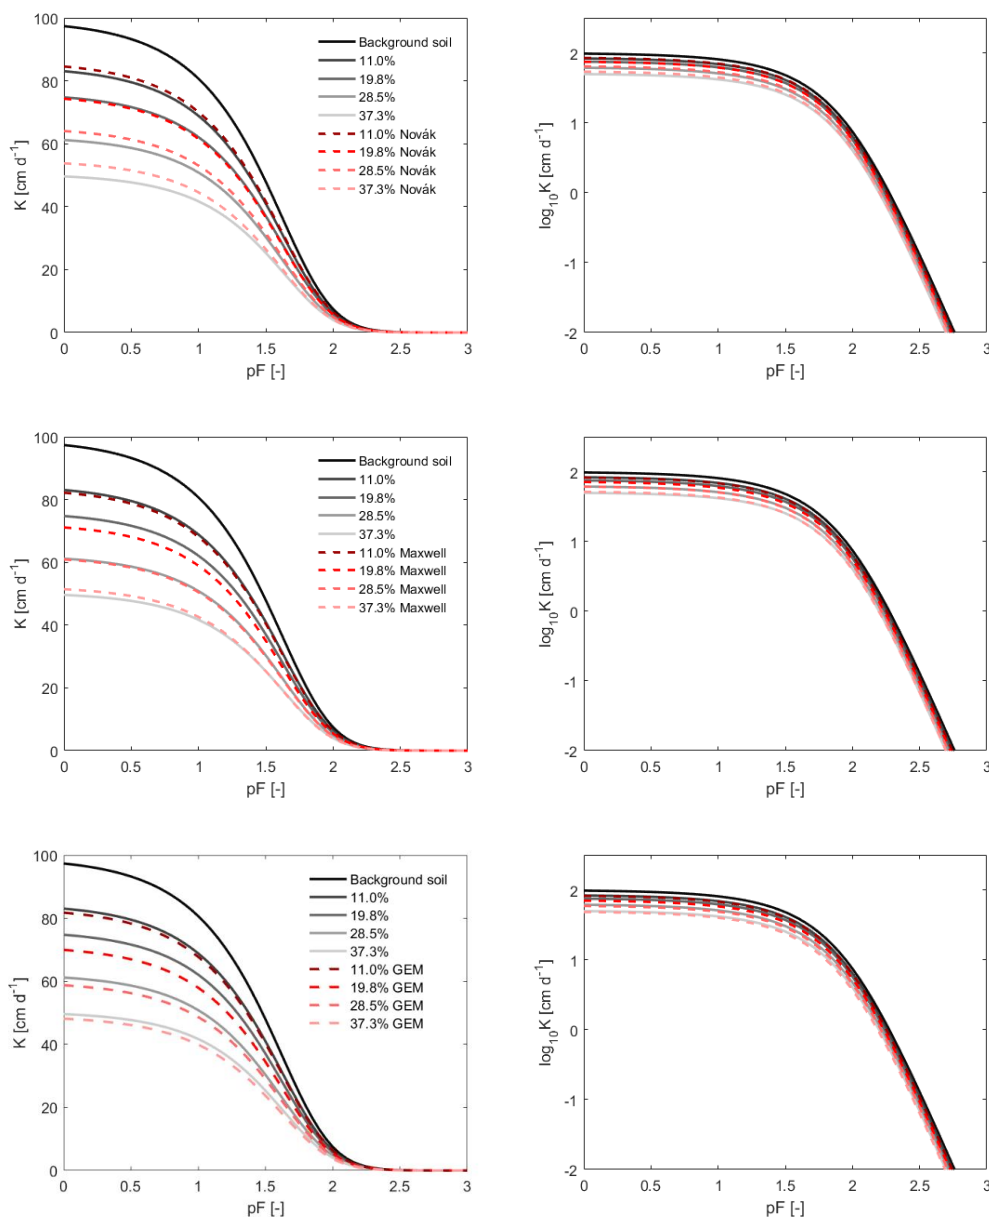 100
80
60
40
20
0
K [cm d⁻¹]
Background soil
11.0%
19.8%
28.5%
37.3%
11.0% Novák
19.8% Novák
28.5% Novák
37.3% Novák
0 0.5 1 1.5 2 2.5 3
pF [-]
2
1
0
-1
-2
log₁₀K [cm d⁻¹]
0 0.5 1 1.5 2 2.5 3
pF [-]
100
80
60
40
20
0
K [cm d⁻¹]
Background soil
11.0%
19.8%
28.5%
37.3%
11.0% Maxwell
19.8% Maxwell
28.5% Maxwell
37.3% Maxwell
0 0.5 1 1.5 2 2.5 3
pF [-]
2
1
0
-1
-2
log₁₀K [cm d⁻¹]
0 0.5 1 1.5 2 2.5 3
pF [-]
100
80
60
40
20
0
K [cm d⁻¹]
Background soil
11.0%
19.8%
28.5%
37.3%
11.0% GEM
19.8% GEM
28.5% GEM
37.3% GEM
0 0.5 1 1.5 2 2.5 3
pF [-]
2
1
0
-1
-2
log₁₀K [cm d⁻¹]
0 0.5 1 1.5 2 2.5 3
pF [-]